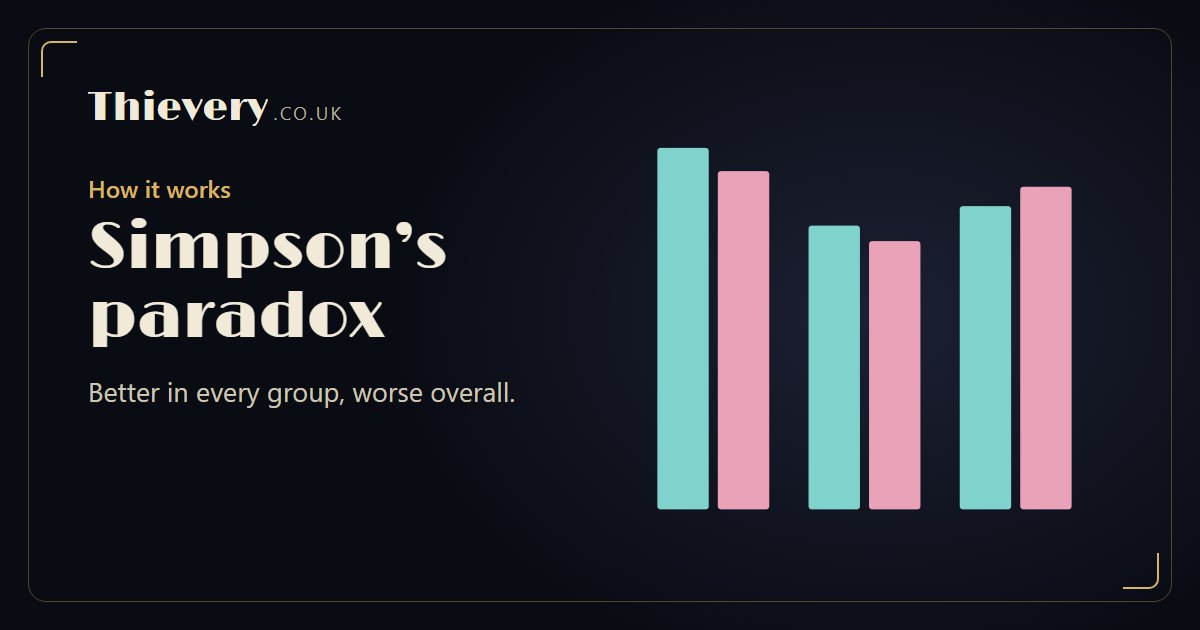 Thievery.CO.UK
How it works
Simpson’s
paradox
Better in every group, worse overall.